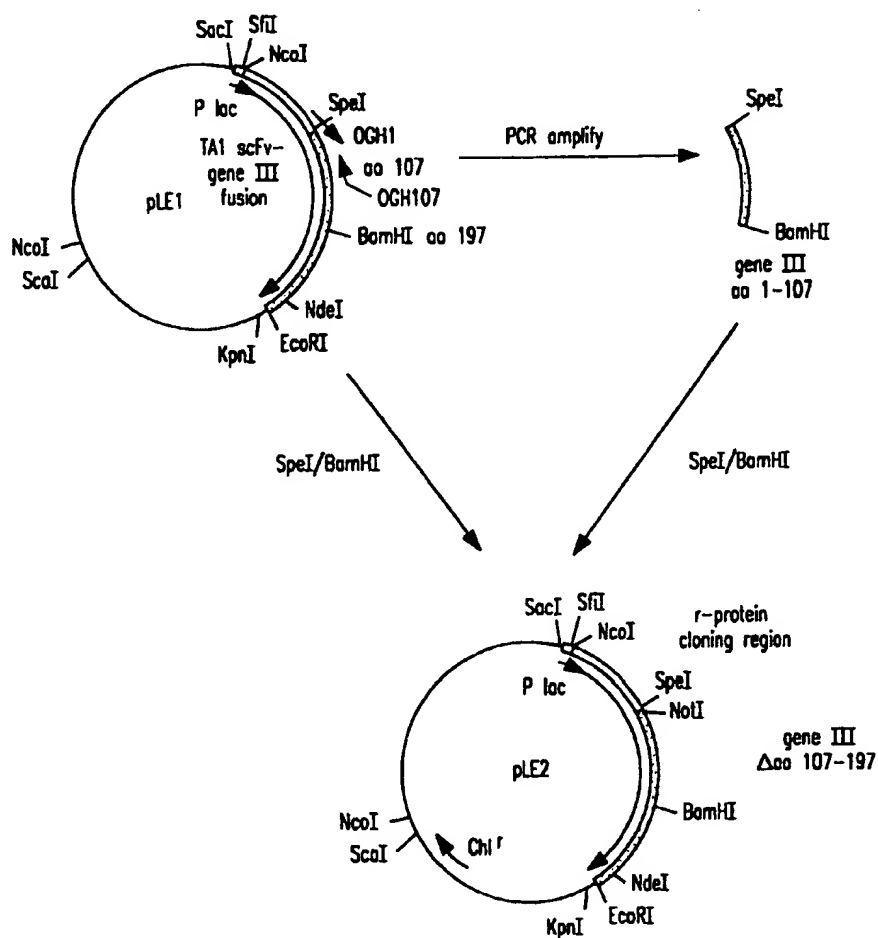 SacI
SfiI
NcoI
P lac
SpeI
OGH1
TA1 scFv-
gene III
fusion
aa 107
OGH107
pLE1
BamHI aa 197
NcoI
ScaI
NdeI
EcoRI
KpnI
PCR amplify
SpeI
BamHI
gene III
aa 1-107
SpeI/BamHI
SpeI/BamHI
SacI
SfiI
NcoI
r-protein
cloning region
P lac
SpeI
NotI
gene III
Δaa 107-197
pLE2
BamHI
NcoI
ScaI
Chl r
NdeI
EcoRI
KpnI